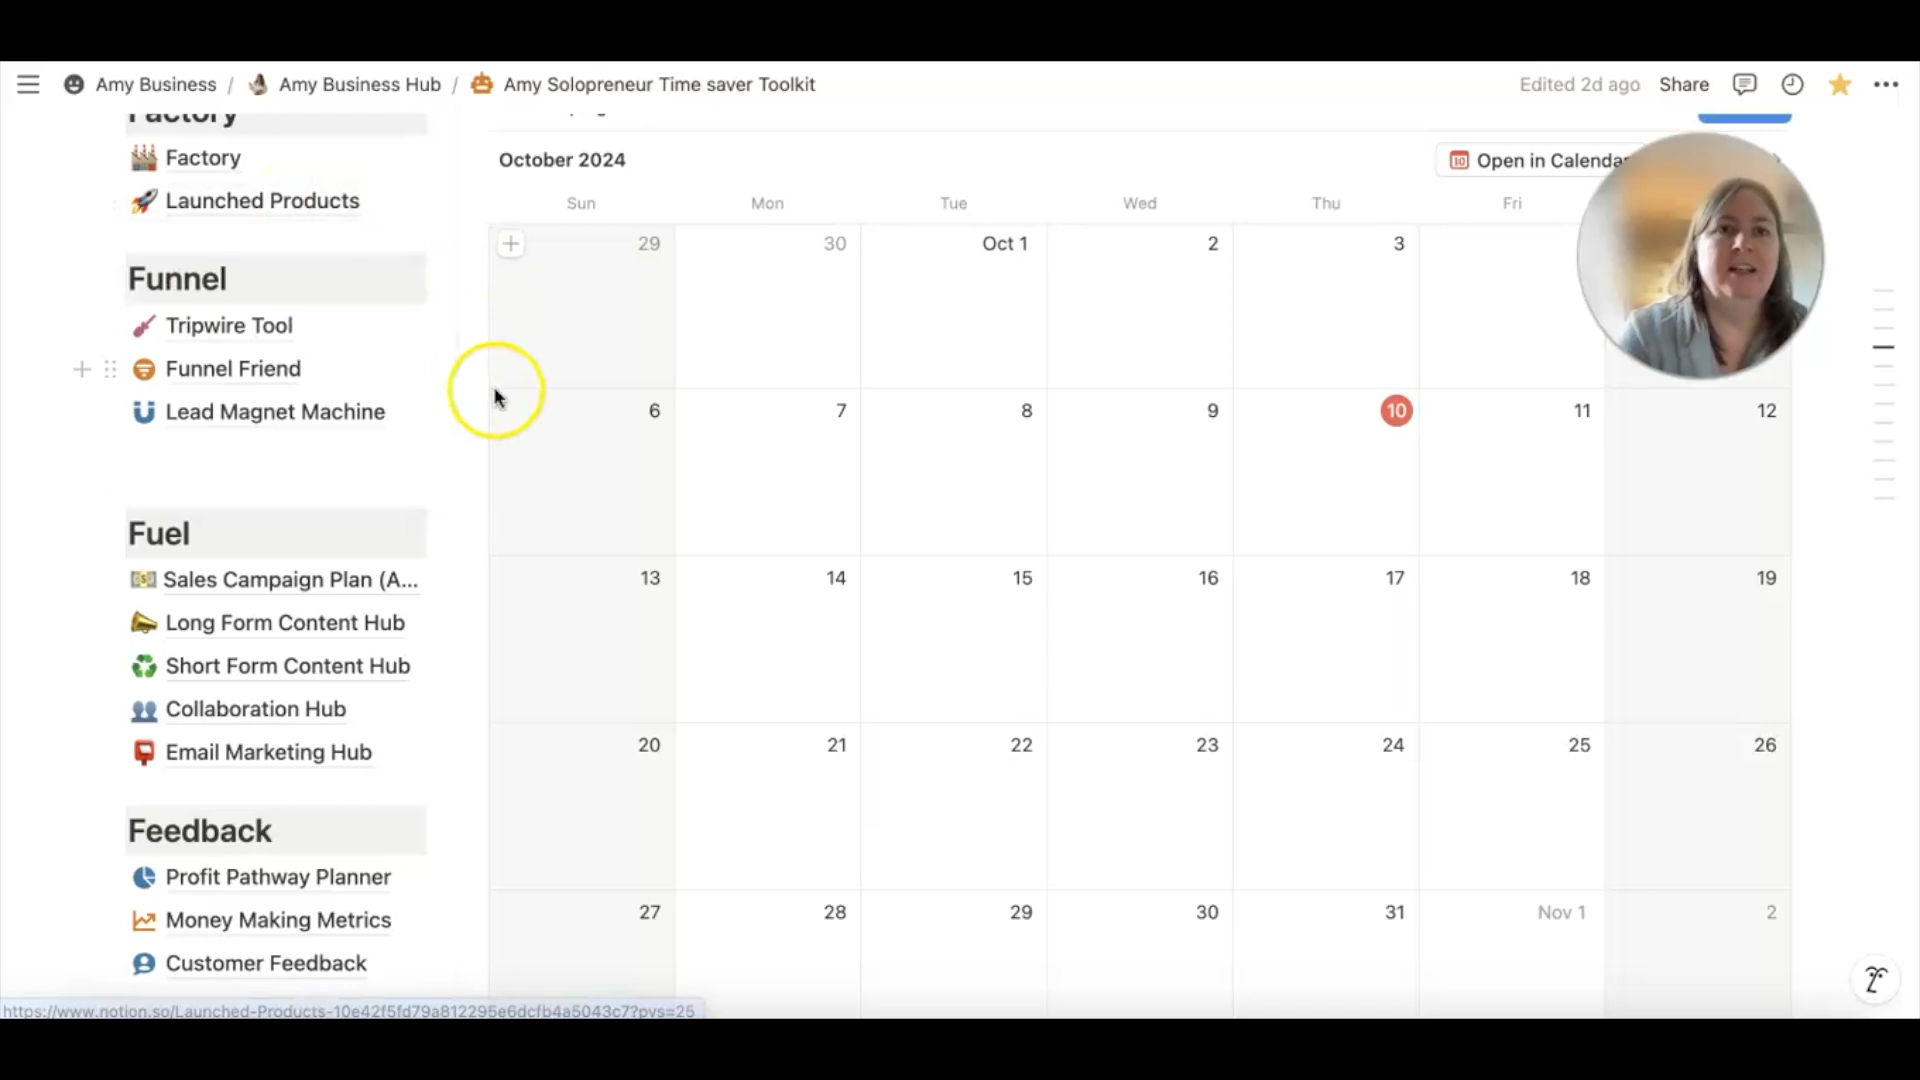 Amy Business / Amy Business Hub / Amy Solopreneur Time saver Toolkit
Edited 2d ago Share
Factory
Factory
Launched Products
Funnel
Tripwire Tool
Funnel Friend
Lead Magnet Machine
Fuel
Sales Campaign Plan (A...
Long Form Content Hub
Short Form Content Hub
Collaboration Hub
Email Marketing Hub
Feedback
Profit Pathway Planner
Money Making Metrics
Customer Feedback
October 2024
10 Open in Calendar
Sun Mon Tue Wed Thu Fri
29 30 Oct 1 2 3
6 7 8 9 10 11 12
13 14 15 16 17 18 19
20 21 22 23 24 25 26
27 28 29 30 31 Nov 1 2
https://www.notion.so/Launched-Products-10e42f5fd79a812295e6dcfb4a5043c7?pvs=25